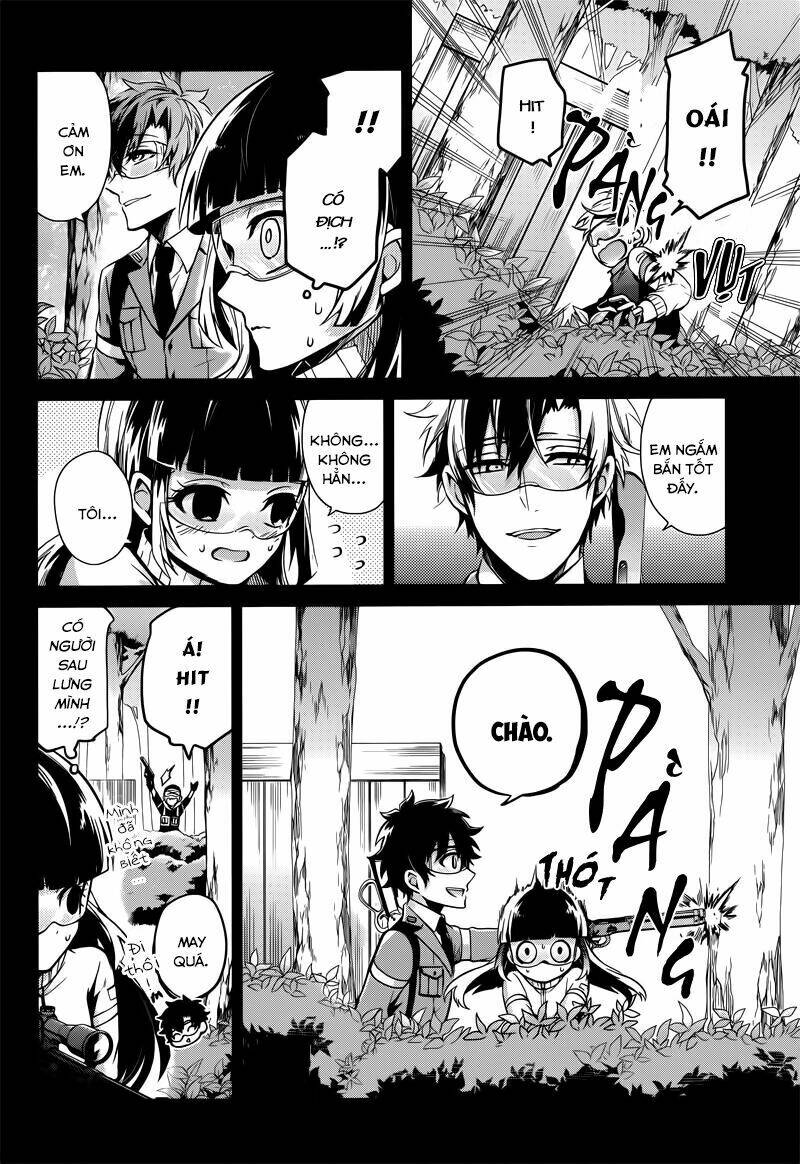 OÁI
!!
HIT
!
PẰNG
VỤT
!!
CÓ
ĐỊCH
...!?
CẢM
ƠN
EM.
EM NGẮM
BẮN TỐT
ĐẤY.
KHÔNG...
KHÔNG
HẲN...
TÔI...
CHÀO.
PẰNG
THÓT
Á!
HIT
!!
CÓ
NGƯỜI
SAU
LƯNG
MÌNH
...!?
Mình
đã
không
biết
...
MAY
QUÁ.
Đi
thôi
!!